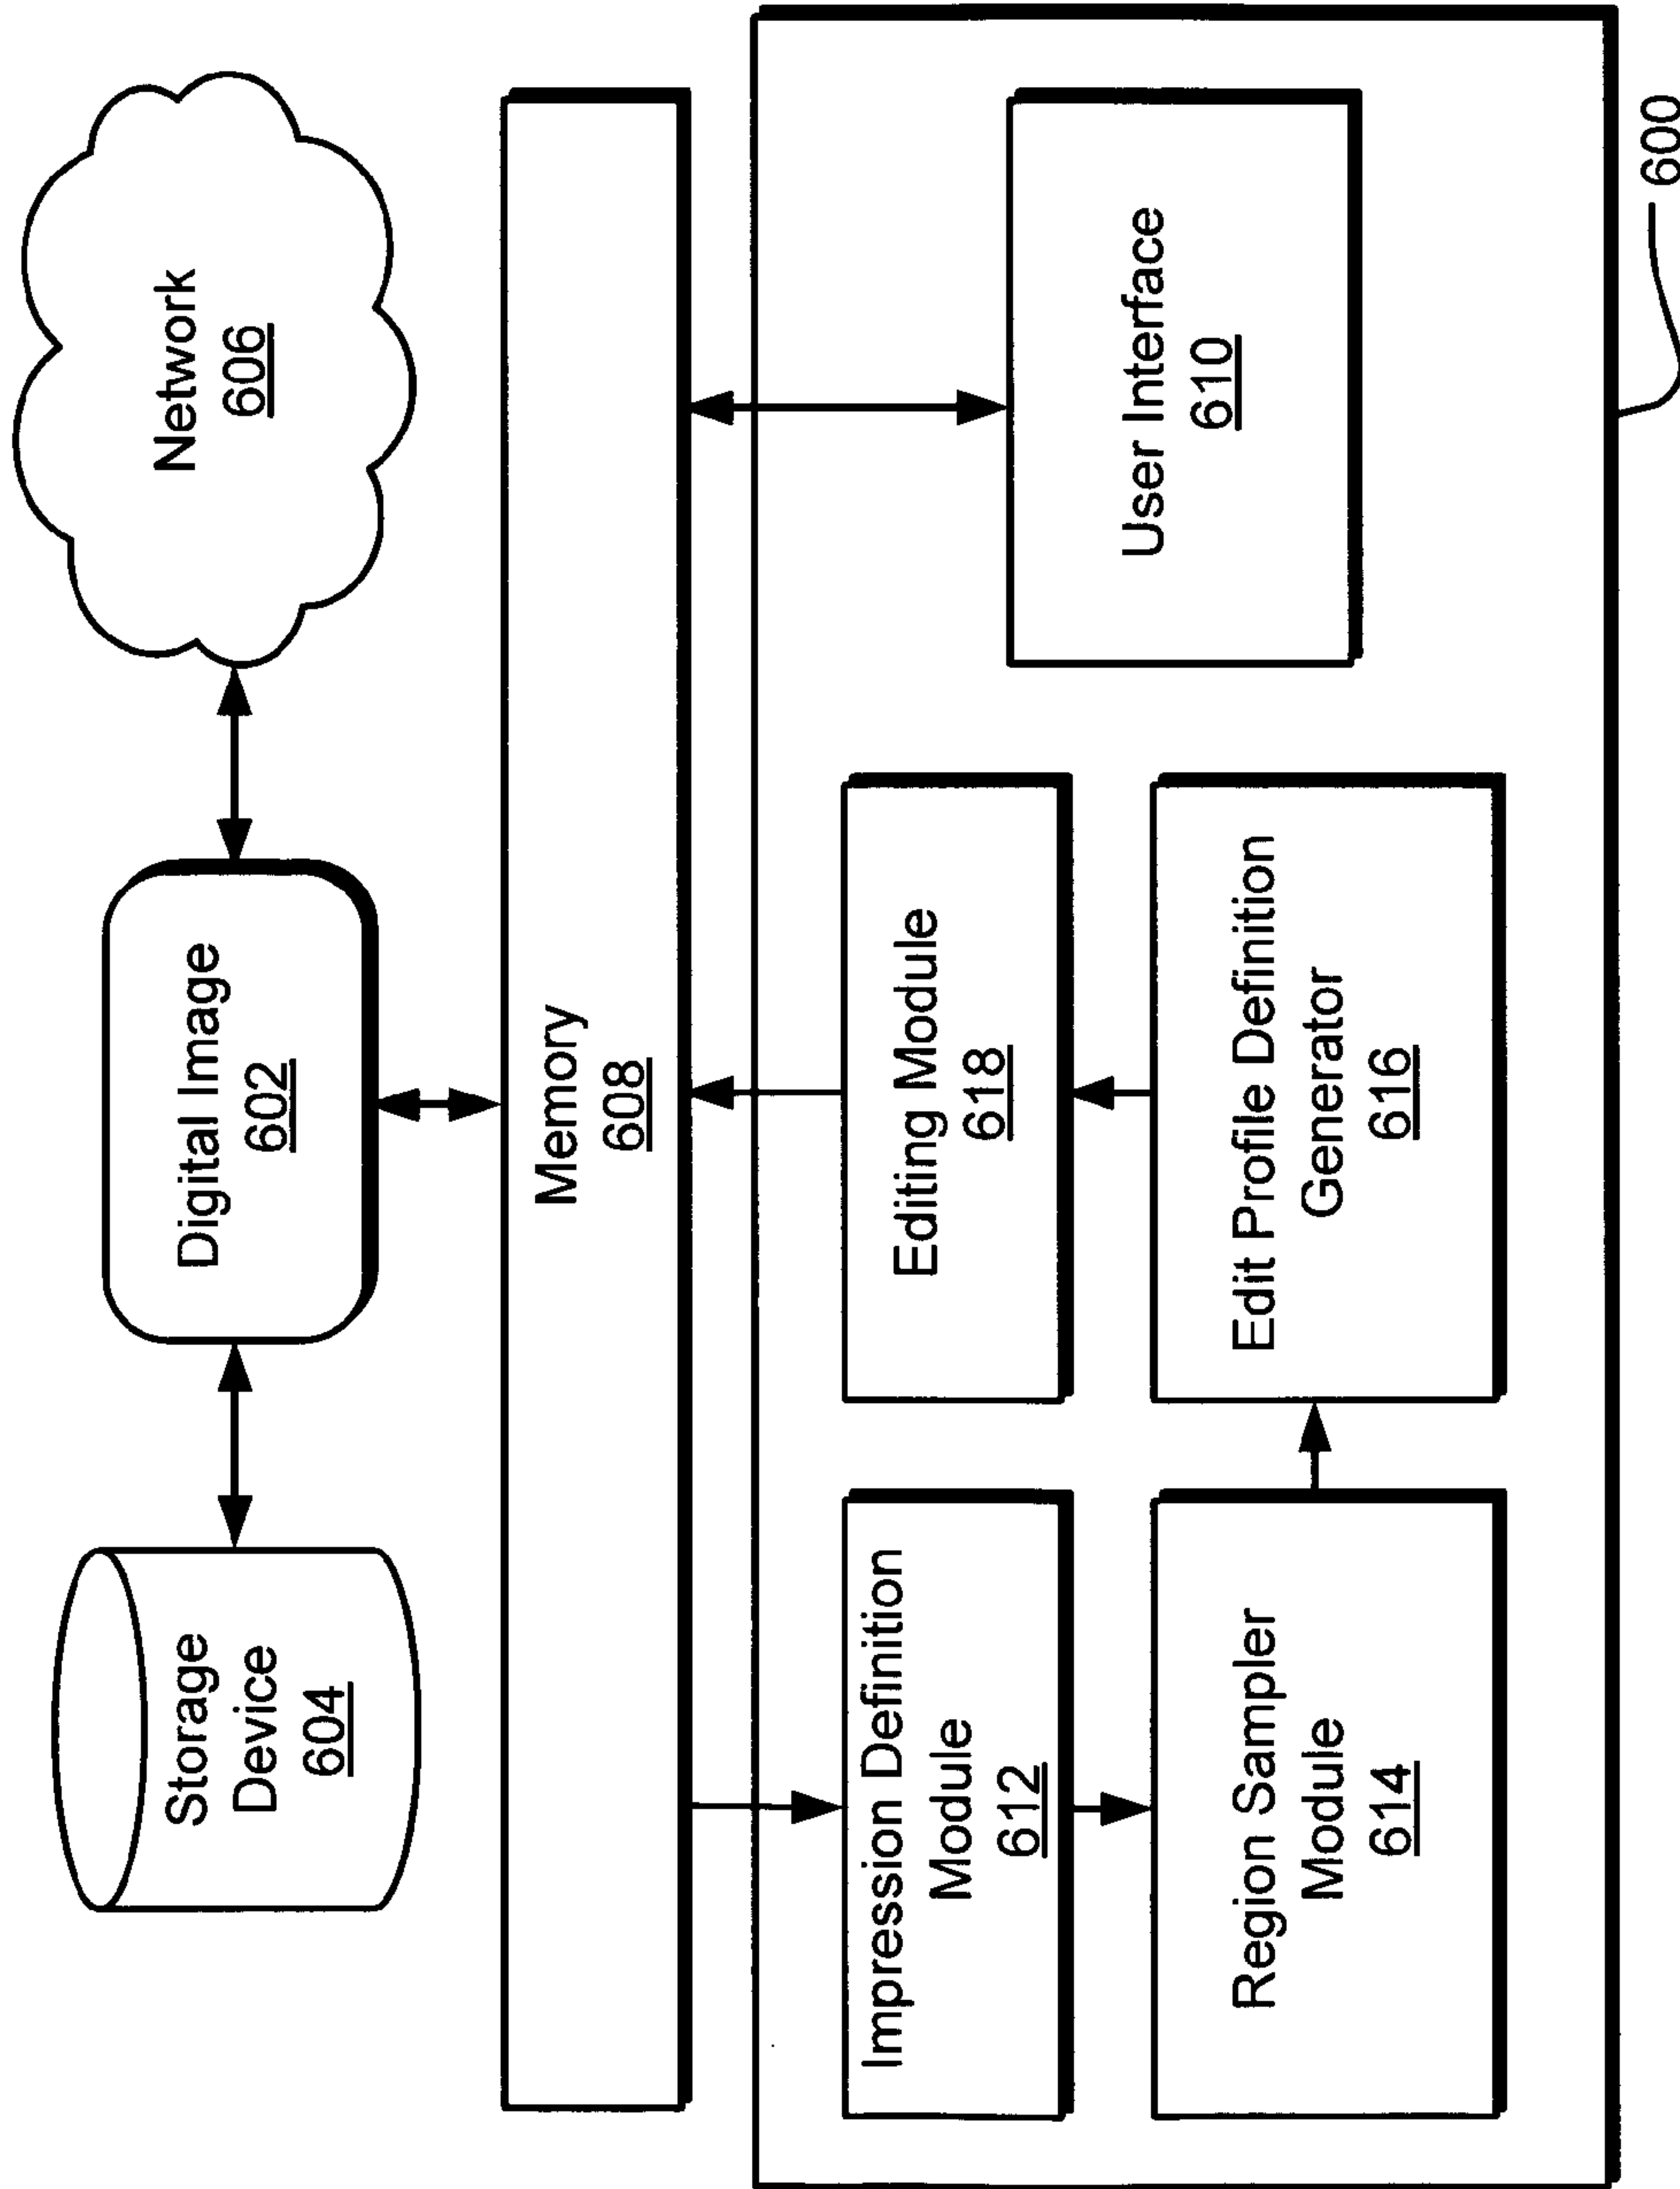 Storage
Device
604
Digital Image
602
Network
606
Memory
608
Impression Definition
Module
612
Editing Module
618
User Interface
610
Region Sampler
Module
614
Edit Profile Definition
Generator
616
600